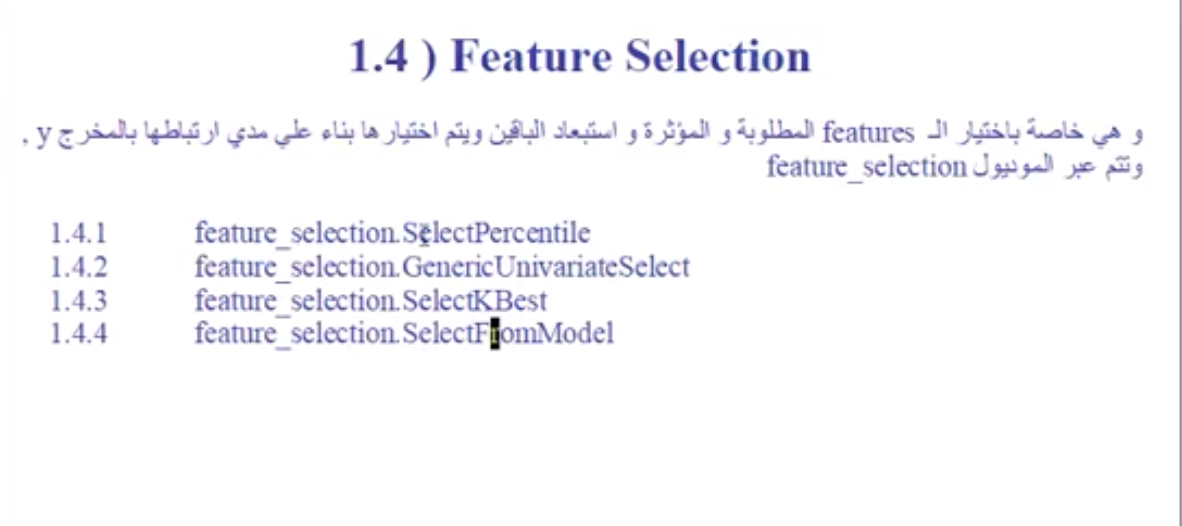 1.4 ) Feature Selection
و هي خاصة باختيار الـ features المطلوبة و المؤثرة و استبعاد الباقين ويتم اختيارها بناء علي مدي ارتباطها بالمخرج y ,
وتتم عبر الموديول feature_selection
1.4.1 feature_selection.SelectPercentile
1.4.2 feature_selection.GenericUnivariateSelect
1.4.3 feature_selection.SelectKBest
1.4.4 feature_selection.SelectFromModel